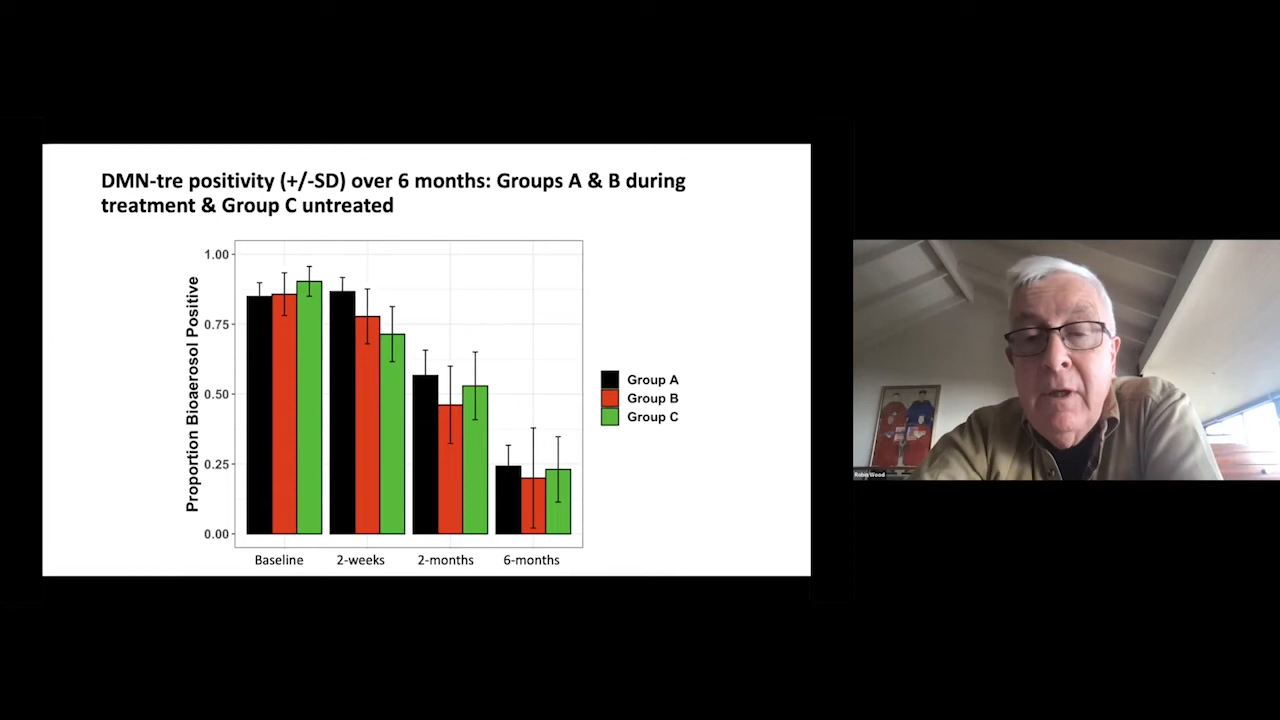 DMN-tre positivity (+/-SD) over 6 months: Groups A & B during
treatment & Group C untreated
Proportion Bioaerosol Positive
1.00
0.75
0.50
0.25
0.00
Baseline 2-weeks 2-months 6-months
Group A
Group B
Group C
Robin Wood